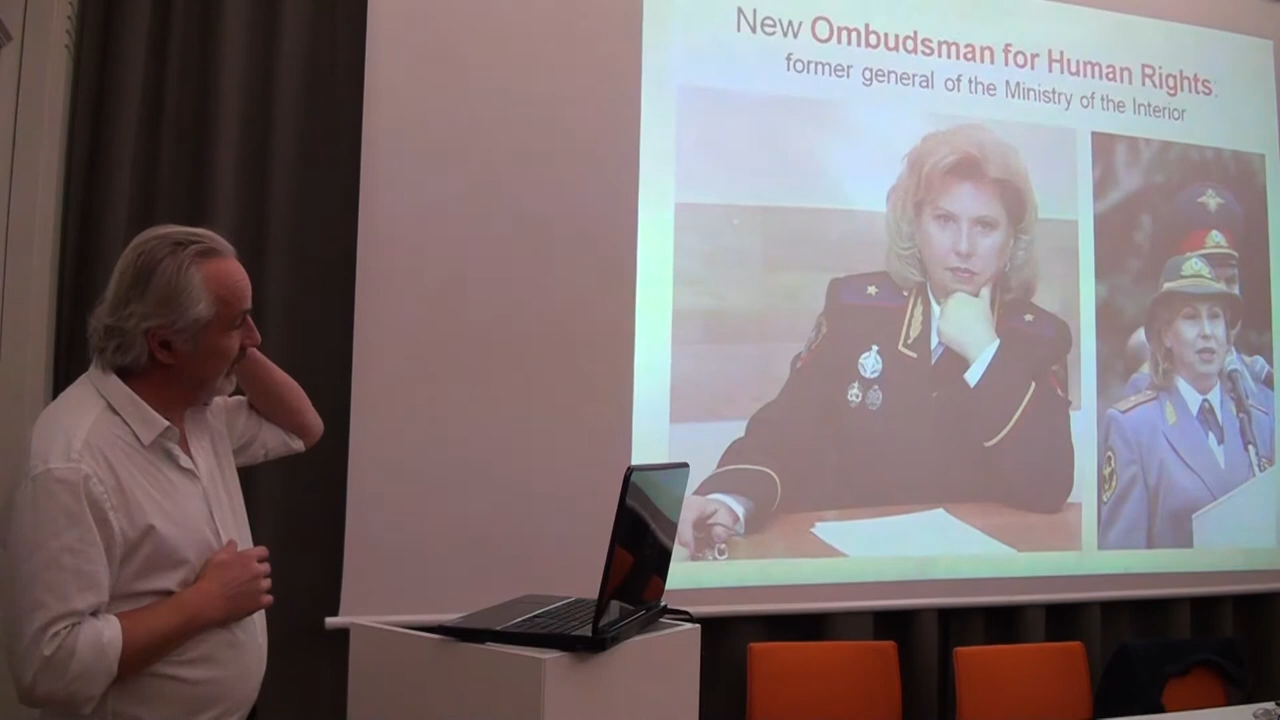 New Ombudsman for Human Rights:
former general of the Ministry of the Interior